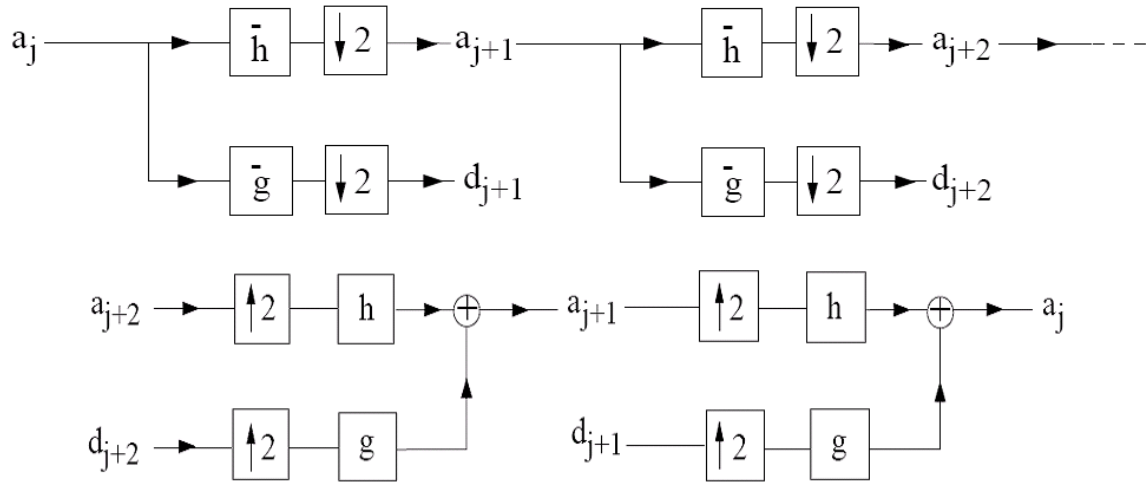 a_j h̄ ↓2 a_{j+1} h̄ ↓2 a_{j+2}
ḡ ↓2 d_{j+1} ḡ ↓2 d_{j+2}
a_{j+2} ↑2 h + a_{j+1} ↑2 h + a_j
d_{j+2} ↑2 g d_{j+1} ↑2 g